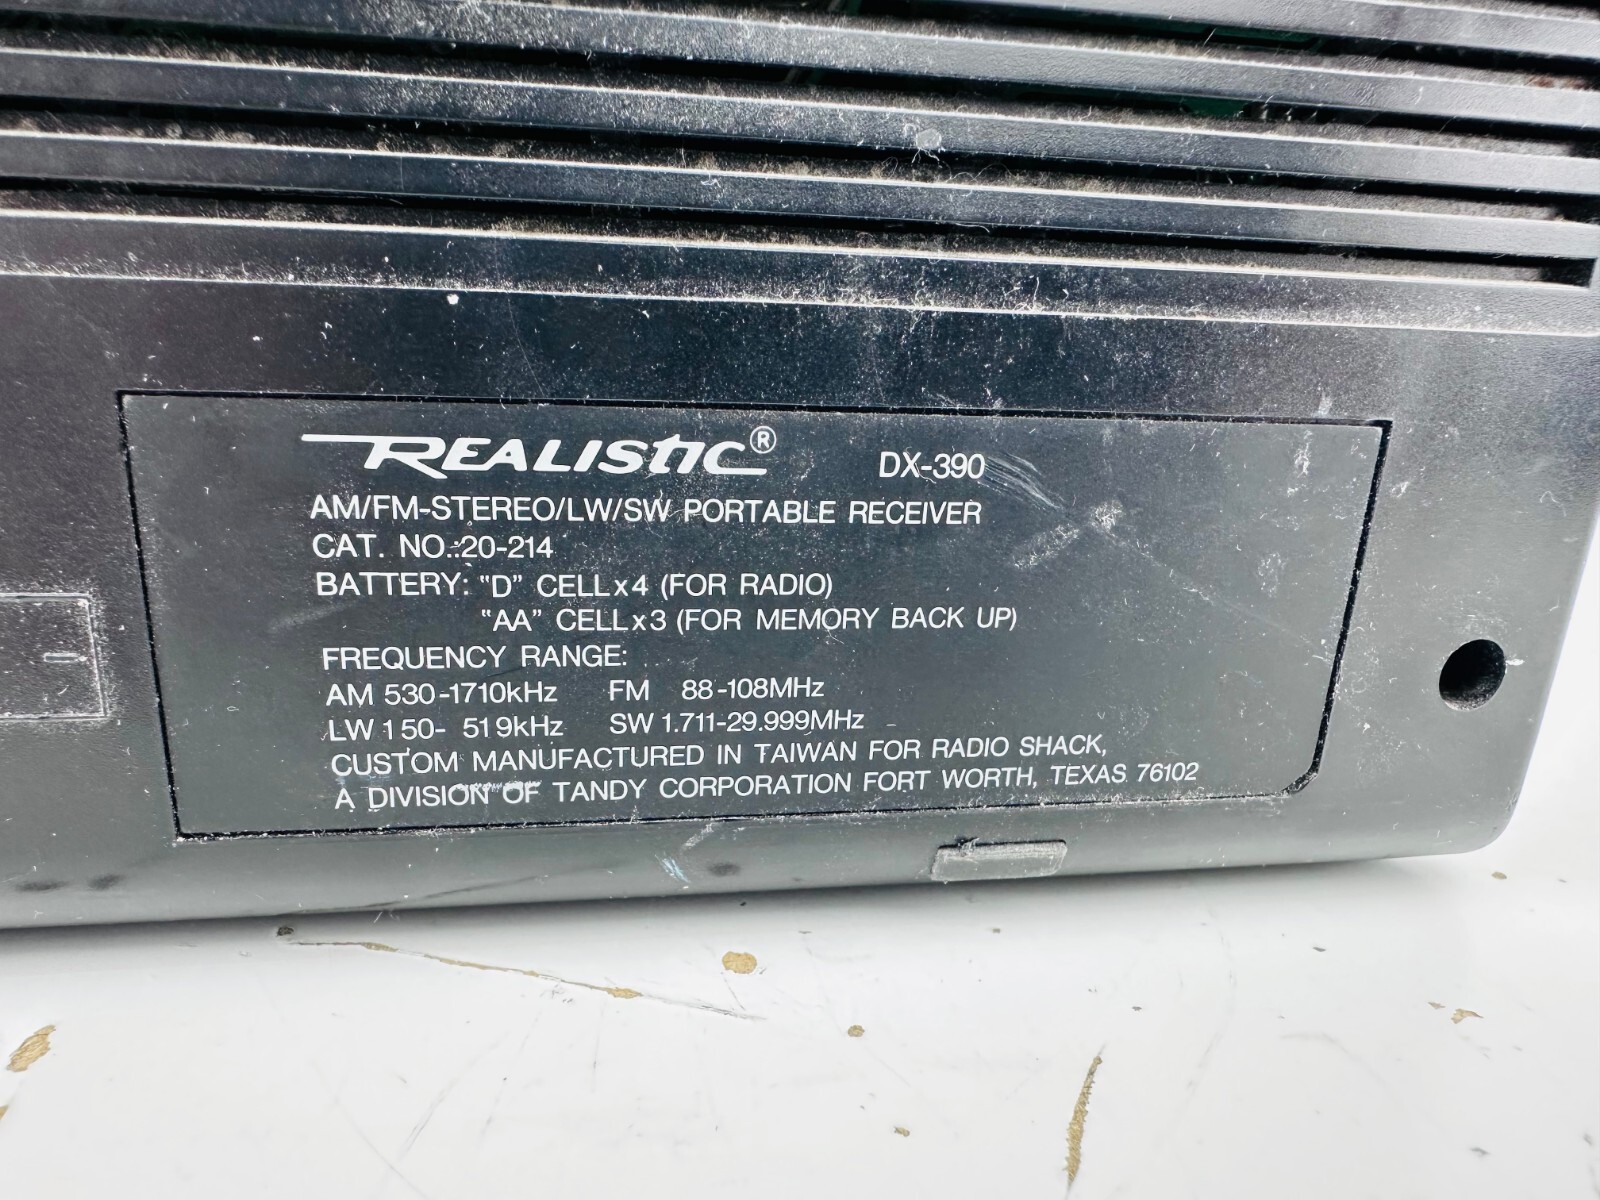 REALISTIC® DX-390
AM/FM-STEREO/LW/SW PORTABLE RECEIVER
CAT. NO.:20-214
BATTERY: "D" CELLx4 (FOR RADIO)
"AA" CELLx3 (FOR MEMORY BACK UP)
FREQUENCY RANGE:
AM 530-1710kHz FM 88-108MHz
LW 150- 519kHz SW 1.711-29.999MHz
CUSTOM MANUFACTURED IN TAIWAN FOR RADIO SHACK,
A DIVISION OF TANDY CORPORATION FORT WORTH, TEXAS 76102